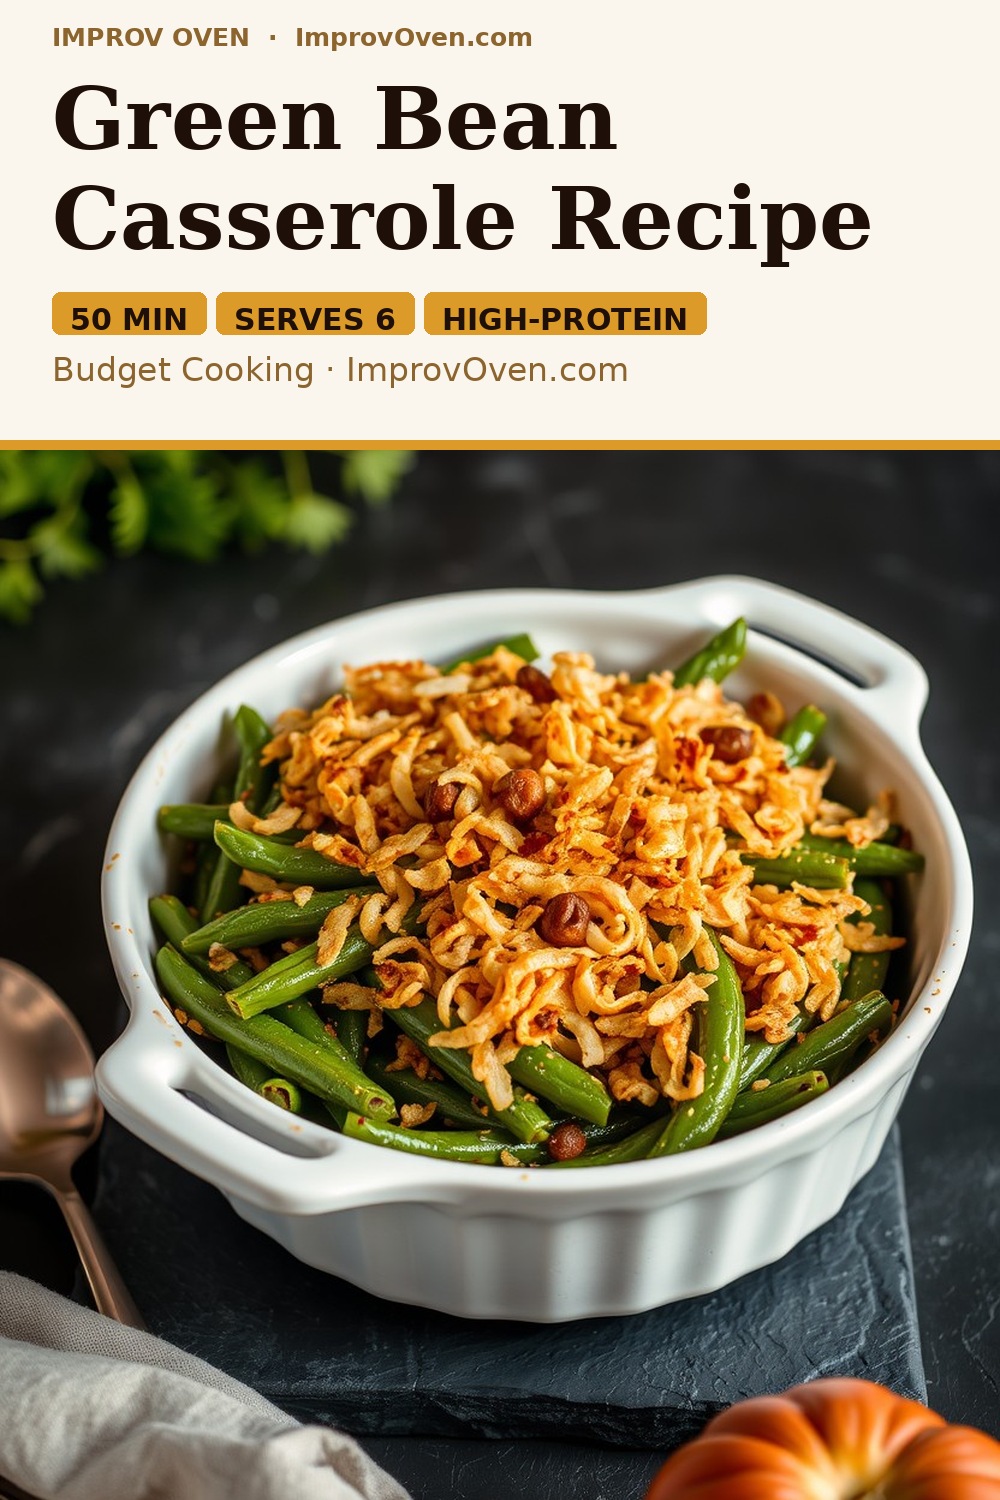 IMPROV OVEN · ImprovOven.com
Green Bean
Casserole Recipe
50 MIN SERVES 6 HIGH-PROTEIN
Budget Cooking · ImprovOven.com